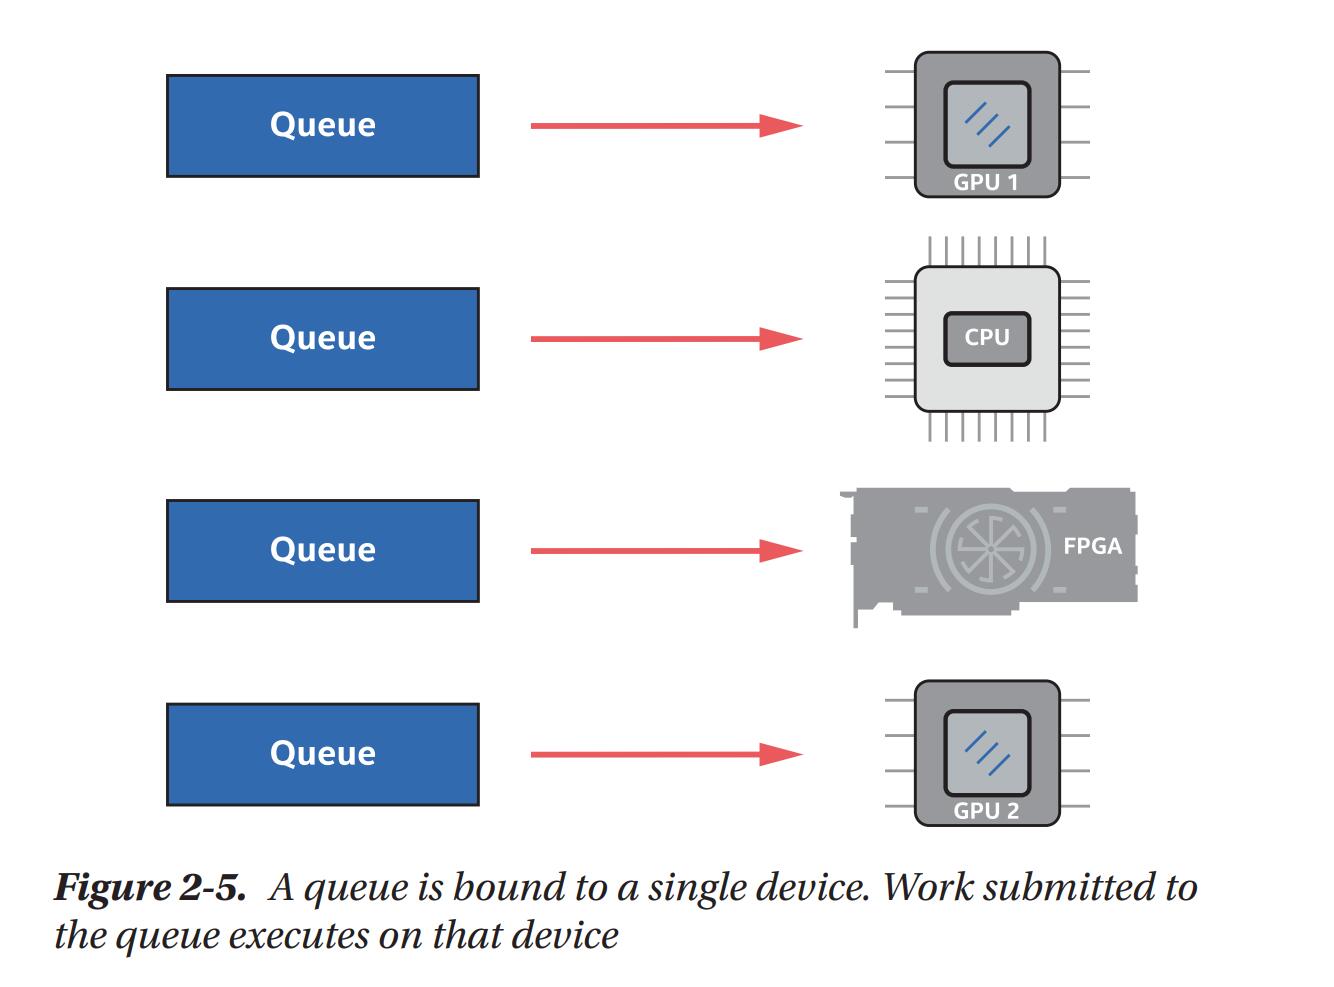 Queue
GPU 1
Queue
CPU
Queue
FPGA
Queue
GPU 2
Figure 2-5. A queue is bound to a single device. Work submitted to
the queue executes on that device